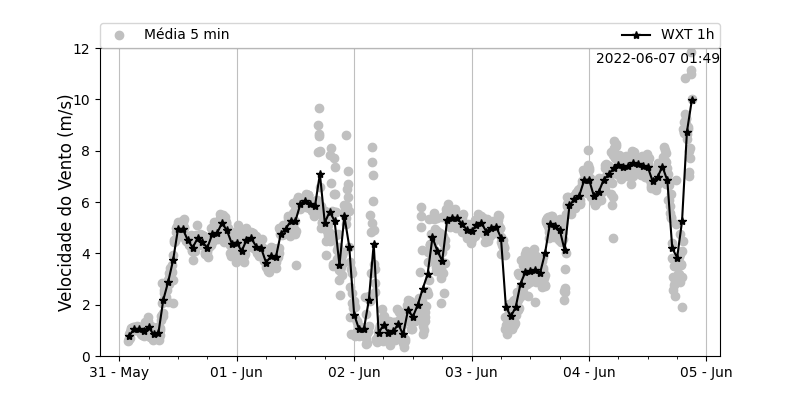 Média 5 min
WXT 1h
2022-06-07 01:49
Velocidade do Vento (m/s)
12
10
8
6
4
2
0
31 - May
01 - Jun
02 - Jun
03 - Jun
04 - Jun
05 - Jun